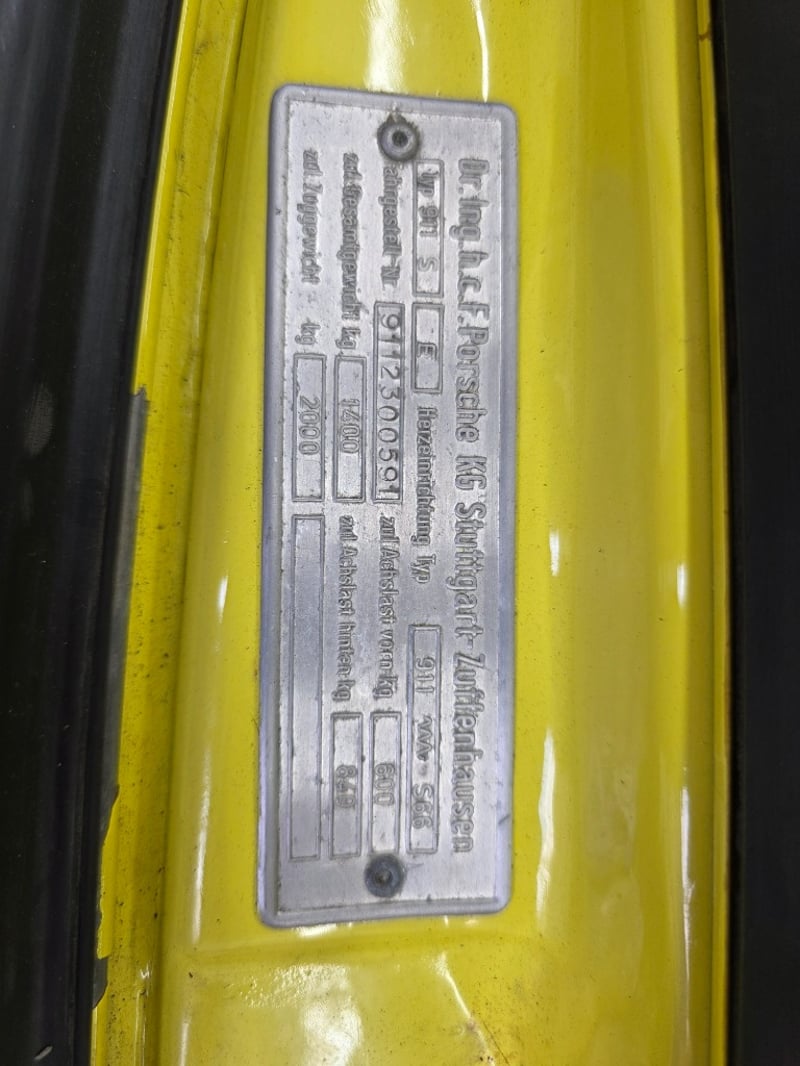 Dr. Ing. h. c. F. Porsche KG Stuttgart-Zuffenhausen
Typ 911 S E Heizeinrichtung Typ 911 - S66
Fahrgestell-Nr 9112300591 zul Achslast vorn kg 600
zul Gesamtgewicht kg 1400 zul Achslast hinten kg 840
zul Zuggewicht kg 2000